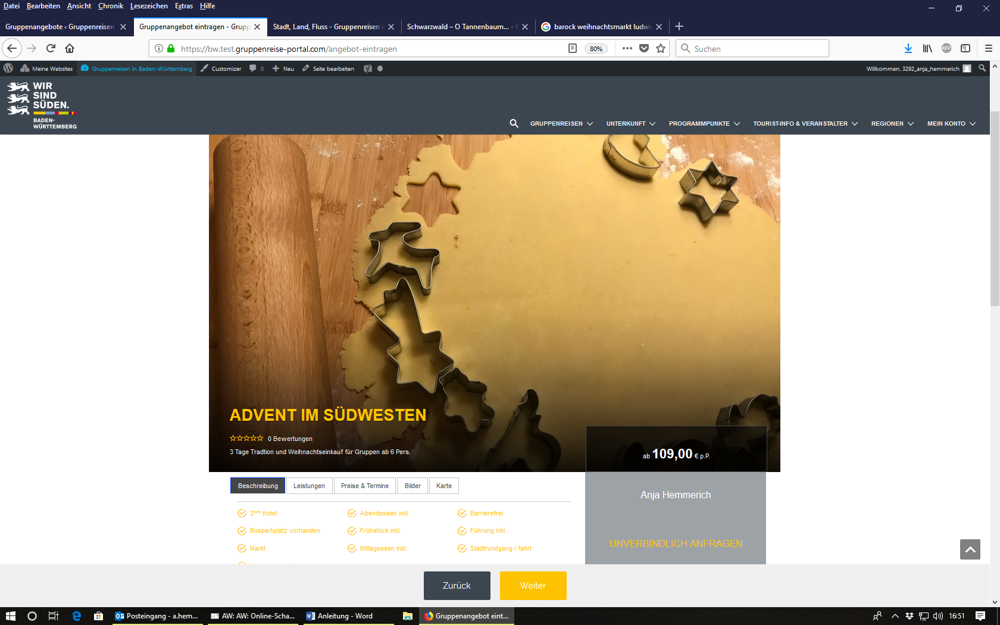 Datei Bearbeiten Ansicht Chronik Lesezeichen Extras Hilfe
Gruppenangebote ‹ Gruppenreisen
Gruppenangebot eintragen - Grupp
Stadt, Land, Fluss - Gruppenreisen i
Schwarzwald – O Tannenbaum... -
barock weihnachtsmarkt ludwi
https://bw.test.gruppenreise-portal.com/angebot-eintragen
80%
Suchen
ABP
Meine Websites
Gruppenreisen in Baden-Württemberg
Customizer
0
Neu
Seite bearbeiten
Willkommen, 3292_anja_hemmerich
WIR
SIND
SÜDEN.
BADEN-
WÜRTTEMBERG
GRUPPENREISEN
UNTERKUNFT
PROGRAMMPUNKTE
TOURIST-INFO & VERANSTALTER
REGIONEN
MEIN KONTO
ADVENT IM SÜDWESTEN
0 Bewertungen
3 Tage Tradtion und Weihnachtseinkauf für Gruppen ab 6 Pers.
ab 109,00 € p.P.
Beschreibung
Leistungen
Preise & Termine
Bilder
Karte
Anja Hemmerich
3*** Hotel
Abendessen inkl.
Barrierefrei
Busparkplatz vorhanden
Frühstück inkl.
Führung inkl.
UNVERBINDLICH ANFRAGEN
Markt
Mittagessen inkl.
Stadtrundgang / fahrt
Zurück
Weiter
Posteingang - a.hem...
AW: AW: Online-Scha...
Anleitung - Word
Gruppenangebot eint...
16:51